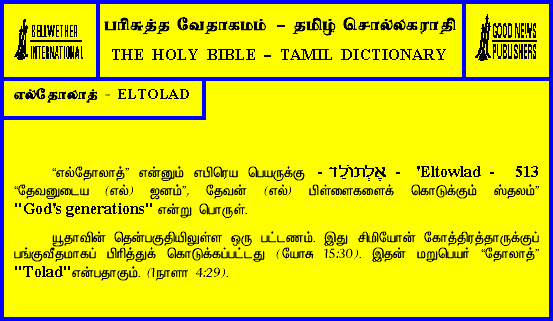 BELLWETHER
INTERNATIONAL
பரிசுத்த வேதாகமம் – தமிழ் சொல்லகராதி
THE HOLY BIBLE – TAMIL DICTIONARY
GOOD NEWS
PUBLISHERS
எல்தோலாத் - ELTOLAD
“எல்தோலாத்” என்னும் எபிரெய பெயருக்கு - אֶלְתּוֹלַד - 'Eltowlad - 513
“தேவனுடைய (எல்) ஜனம்”, தேவன் (எல்) பிள்ளைகளைக் கொடுக்கும் ஸ்தலம்”
"God's generations" என்று பொருள்.
யூதாவின் தென்பகுதியிலுள்ள ஒரு பட்டணம். இது சிமியோன் கோத்திரத்தாருக்குப்
பங்குவீதமாகப் பிரித்துக் கொடுக்கப்பட்டது (யோசு 15:30). இதன் மறுபெயர் “தோலாத்”
"Tolad"என்பதாகும். (1நாளா 4:29).